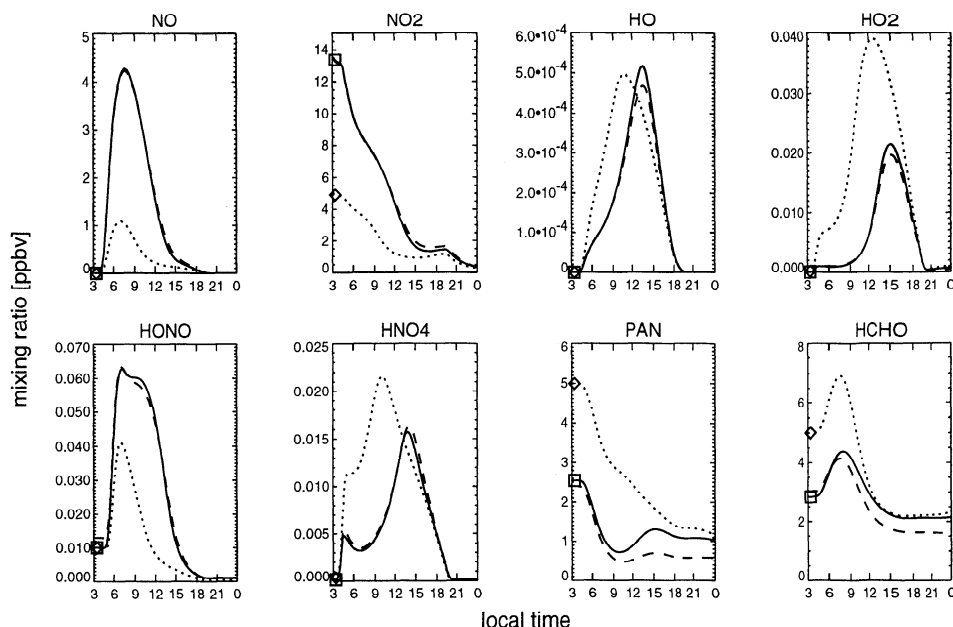 NO
NO2
HO
HO2
5
4
3
2
1
0
3 6 9 12 15 18 21 0
14
12
10
8
6
4
2
0
3 6 9 12 15 18 21 0
6.0•10⁻⁴
5.0•10⁻⁴
4.0•10⁻⁴
3.0•10⁻⁴
2.0•10⁻⁴
1.0•10⁻⁴
0
3 6 9 12 15 18 21 0
0.040
0.030
0.020
0.010
0.000
3 6 9 12 15 18 21 0
mixing ratio [ppbv]
HONO
HNO4
PAN
HCHO
0.070
0.060
0.050
0.040
0.030
0.020
0.010
0.000
3 6 9 12 15 18 21 0
0.025
0.020
0.015
0.010
0.005
0.000
3 6 9 12 15 18 21 0
6
5
4
3
2
1
0
3 6 9 12 15 18 21 0
8
6
4
2
0
3 6 9 12 15 18 21 0
local time